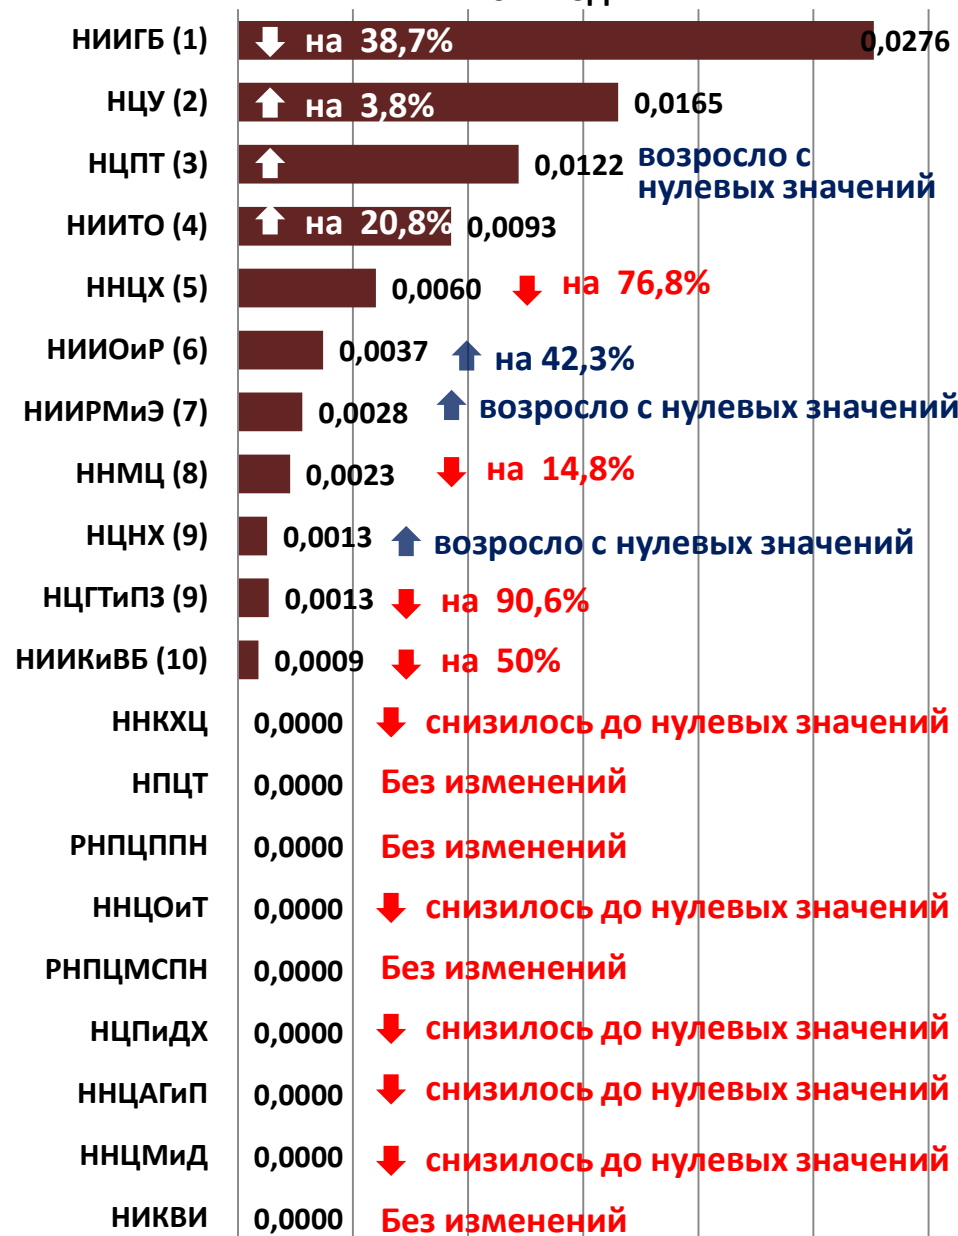 НИИГБ (1) на 38,7% 0,0276
НЦУ (2) на 3,8% 0,0165
НЦПТ (3) 0,0122 возросло с
нулевых значений
НИИТО (4) на 20,8% 0,0093
ННЦХ (5) 0,0060 на 76,8%
НИИОиР (6) 0,0037 на 42,3%
НИИРМиЭ (7) 0,0028 возросло с нулевых значений
ННМЦ (8) 0,0023 на 14,8%
НЦНХ (9) 0,0013 возросло с нулевых значений
НЦГТиПЗ (9) 0,0013 на 90,6%
НИИКиВБ (10) 0,0009 на 50%
ННКХЦ 0,0000 снизилось до нулевых значений
НПЦТ 0,0000 Без изменений
РНПЦППН 0,0000 Без изменений
ННЦОиТ 0,0000 снизилось до нулевых значений
РНПЦМСПН 0,0000 Без изменений
НЦПиДХ 0,0000 снизилось до нулевых значений
ННЦАГиП 0,0000 снизилось до нулевых значений
ННЦМиД 0,0000 снизилось до нулевых значений
НИКВИ 0,0000 Без изменений